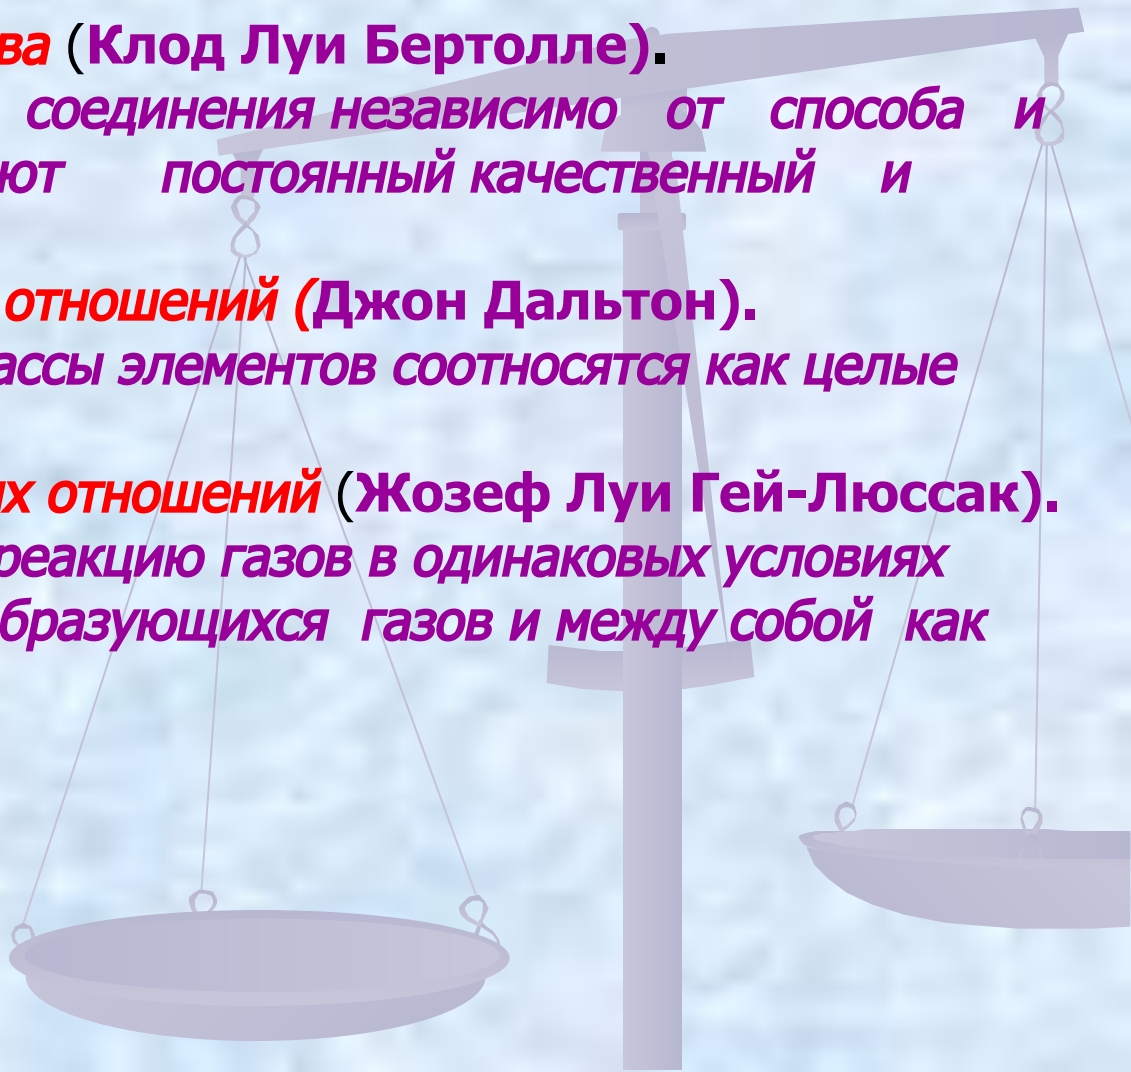 ва (Клод Луи Бертолле).
соединения независимо от способа и
ют постоянный качественный и
отношений (Джон Дальтон).
ассы элементов соотносятся как целые
их отношений (Жозеф Луи Гей-Люссак).
реакцию газов в одинаковых условиях
бразующихся газов и между собой как